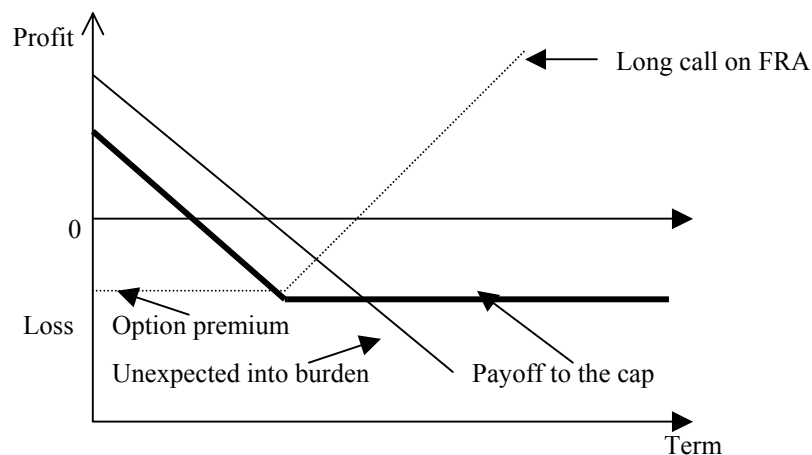 Profit
Long call on FRA
0
Loss
Option premium
Unexpected into burden
Payoff to the cap
Term